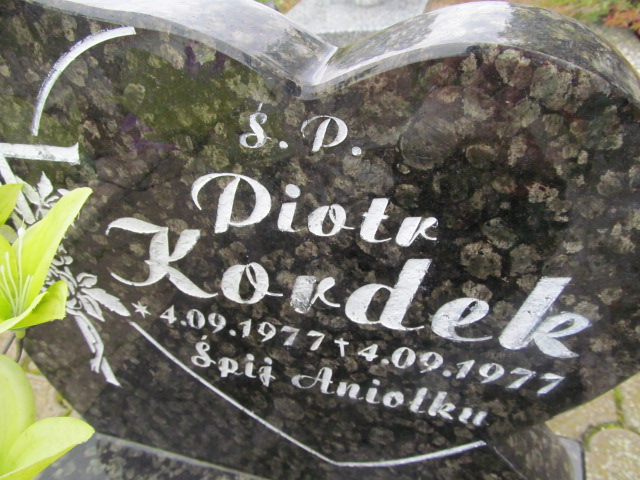 Ś. P.
Piotr
Kordek
* 4.09.1977 † 4.09.1977
Śpij Aniołku